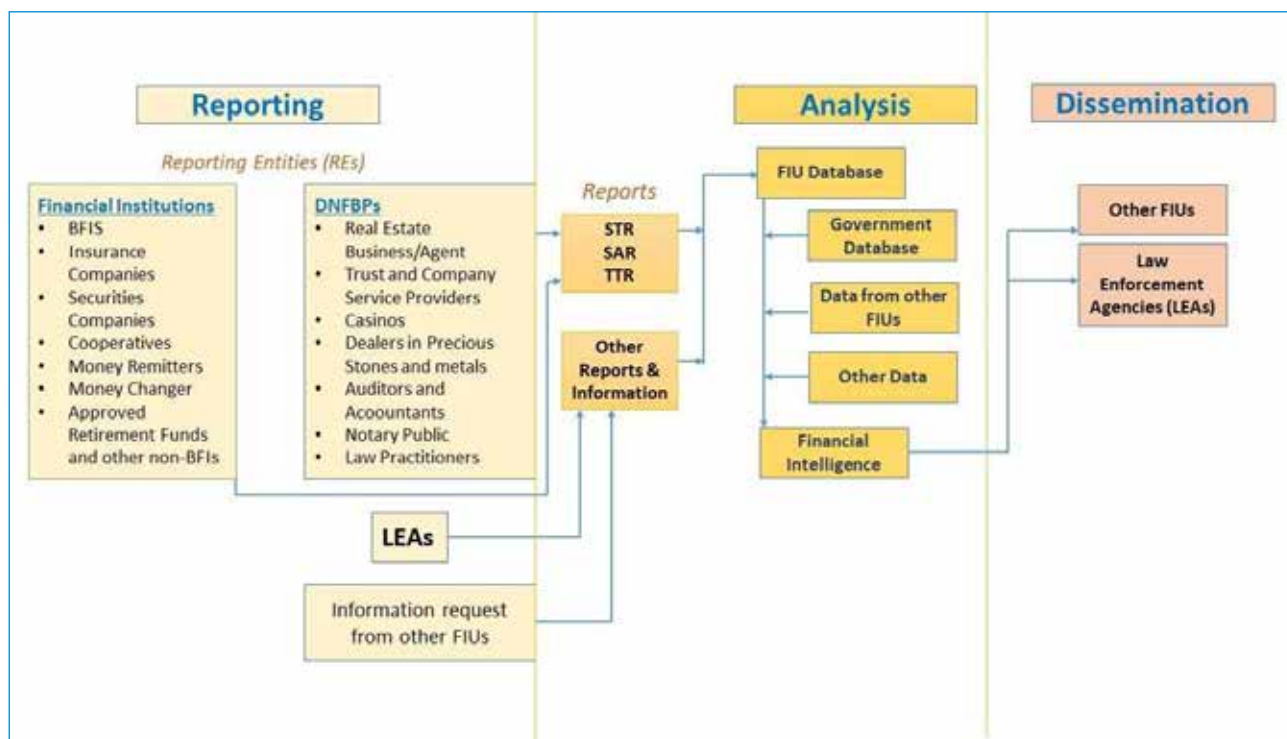 Reporting
Reporting Entities (REs)
Financial Institutions
• BFIS
• Insurance
Companies
• Securities
Companies
• Cooperatives
• Money Remitters
• Money Changer
• Approved
Retirement Funds
and other non-BFIs
DNFBPs
• Real Estate
Business/Agent
• Trust and Company
Service Providers
• Casinos
• Dealers in Precious
Stones and metals
• Auditors and
Acoountants
• Notary Public
• Law Practitioners
LEAs
Information request
from other FIUs
Reports
STR
SAR
TTR
Other
Reports &
Information
Analysis
FIU Database
Government
Database
Data from other
FIUs
Other Data
Financial
Intelligence
Dissemination
Other FIUs
Law
Enforcement
Agencies (LEAs)